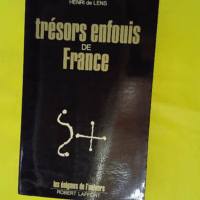 HENRI de LENS
trésors enfouis
DE
France
les énigmes de l'univers
ROBERT LAFFONT